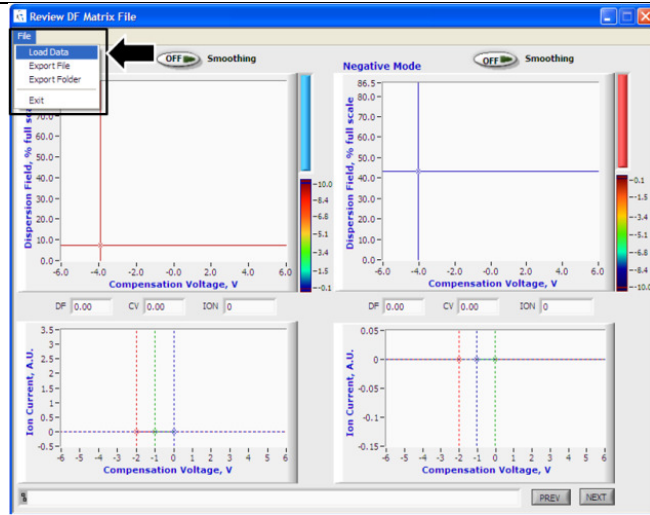 Review DF Matrix File
File
Load Data
Export File
Export Folder
Exit
OFF Smoothing
Negative Mode
OFF Smoothing
70.0-
60.0-
50.0-
40.0-
30.0-
20.0-
10.0-
0.0-
Dispersion Field, % full scale
-6.0 -4.0 -2.0 -0.0 2.0 4.0 6.0
Compensation Voltage, V
-10.0
-8.4
-6.8
-5.1
-3.4
-1.5
-0.1
86.5-
80.0-
70.0-
60.0-
50.0-
40.0-
30.0-
20.0-
10.0-
0.0-
Dispersion Field, % full scale
-6.0 -4.0 -2.0 0.0 2.0 4.0 6.0
Compensation Voltage, V
-0.1
-1.5
-3.4
-5.1
-6.8
-8.4
-10.0
DF 0.00 CV 0.00 ION 0
DF 0.00 CV 0.00 ION 0
3.5-
3-
2.5-
2-
1.5-
1-
0.5-
0-
-0.5-
Ion Current, A.U.
-6 -5 -4 -3 -2 -1 0 1 2 3 4 5 6
Compensation Voltage, V
0.05-
0-
-0.05-
-0.1-
-0.15-
Ion Current, A.U.
-6 -5 -4 -3 -2 -1 0 1 2 3 4 5 6
Compensation Voltage, V
%
PREV NEXT